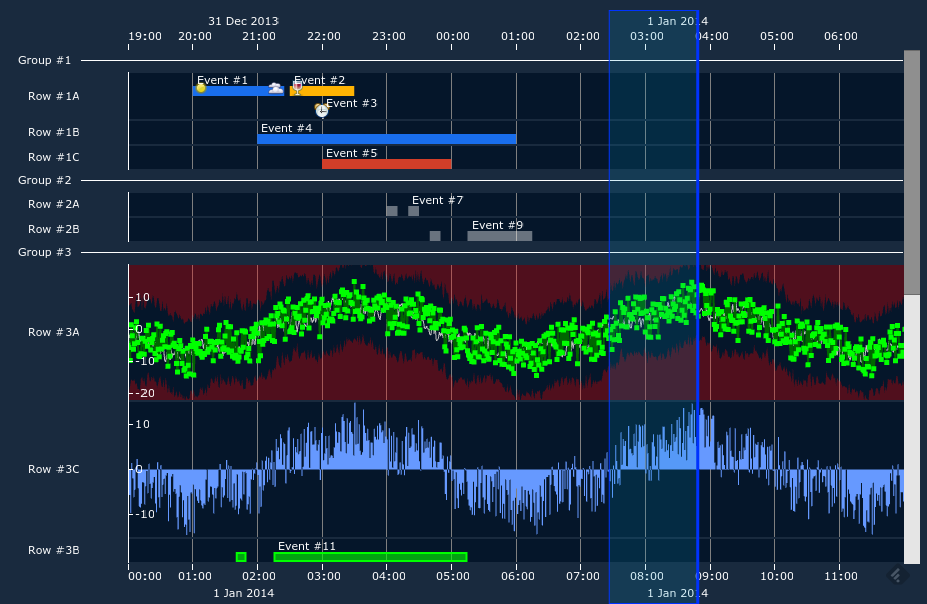 31 Dec 2013 1 Jan 2014
19:00 20:00 21:00 22:00 23:00 00:00 01:00 02:00 03:00 04:00 05:00 06:00
Group #1
Row #1A
Event #1 Event #2
Event #3
Row #1B
Event #4
Row #1C
Event #5
Group #2
Row #2A
Event #7
Row #2B
Event #9
Group #3
Row #3A
10
0
-10
-20
Row #3C
10
0
-10
Row #3B
Event #11
00:00 01:00 02:00 03:00 04:00 05:00 06:00 07:00 08:00 09:00 10:00 11:00
1 Jan 2014 1 Jan 2014